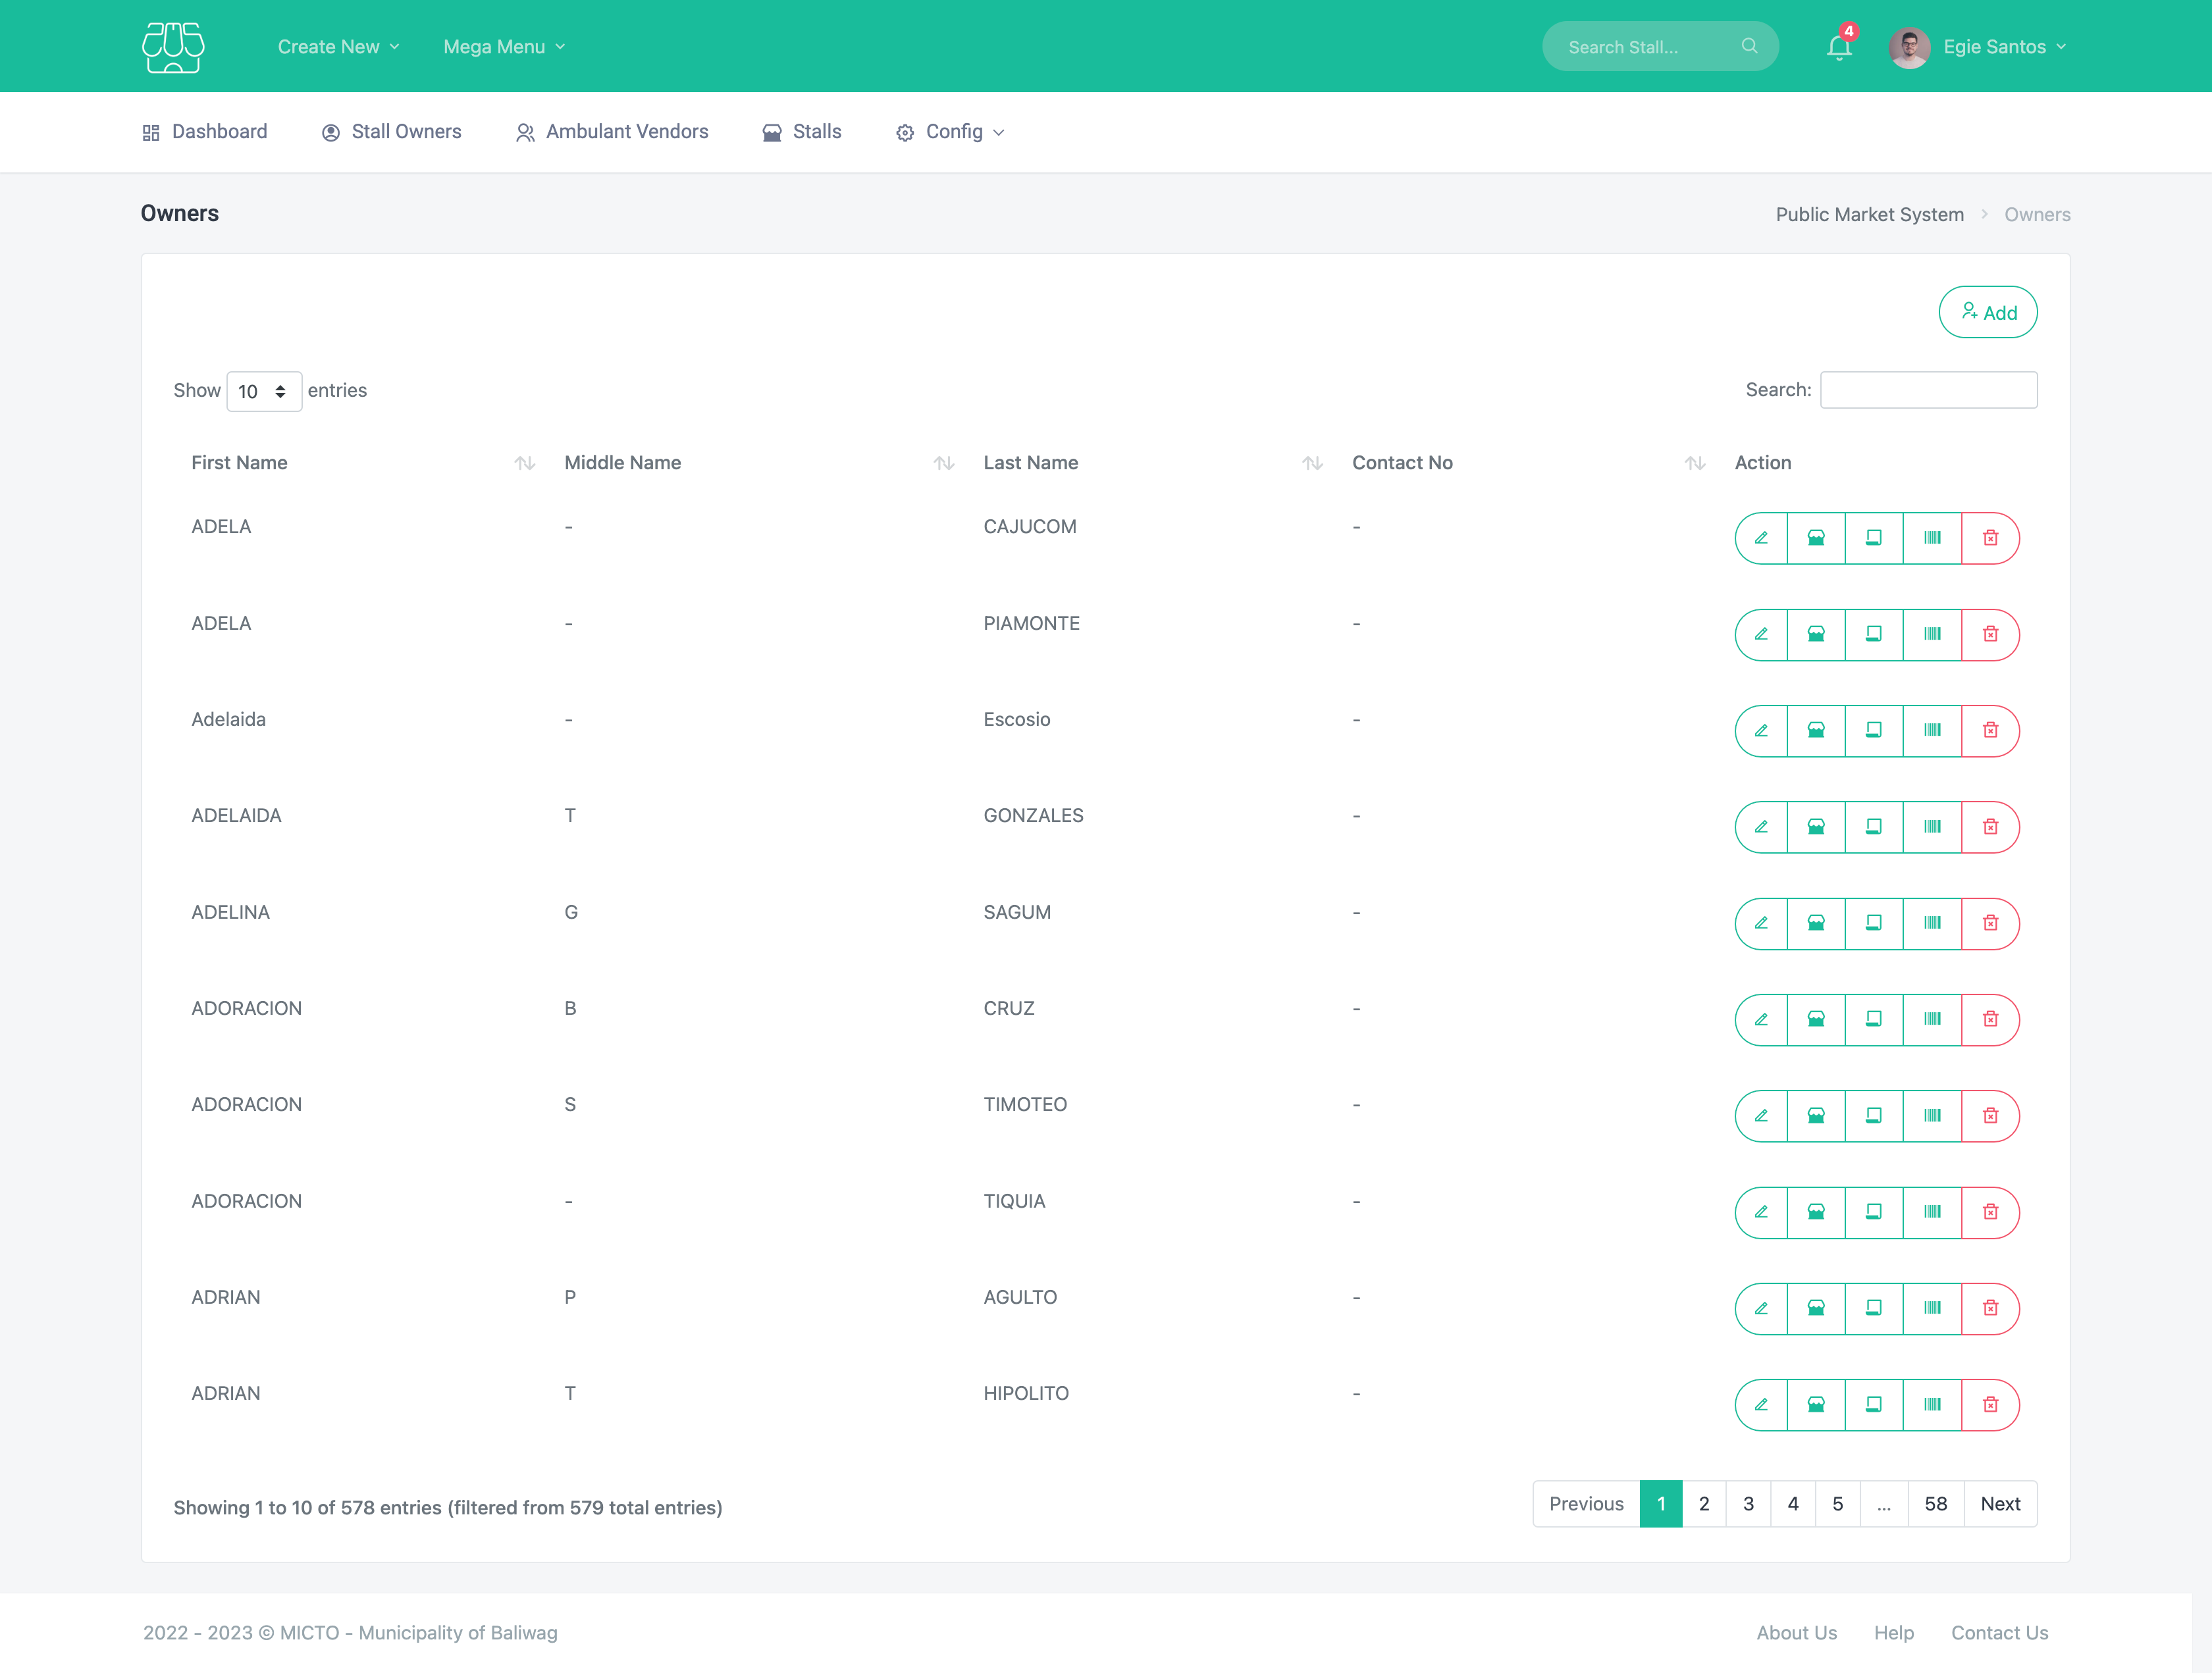 Create New Mega Menu Search Stall... 4 Egie Santos
Dashboard Stall Owners Ambulant Vendors Stalls Config
Owners Public Market System Owners
Add
Show 10 entries Search:
First Name Middle Name Last Name Contact No Action
ADELA - CAJUCOM -
ADELA - PIAMONTE -
Adelaida - Escosio -
ADELAIDA T GONZALES -
ADELINA G SAGUM -
ADORACION B CRUZ -
ADORACION S TIMOTEO -
ADORACION - TIQUIA -
ADRIAN P AGULTO -
ADRIAN T HIPOLITO -
Showing 1 to 10 of 578 entries (filtered from 579 total entries) Previous 1 2 3 4 5 ... 58 Next
2022 - 2023 © MICTO - Municipality of Baliwag About Us Help Contact Us